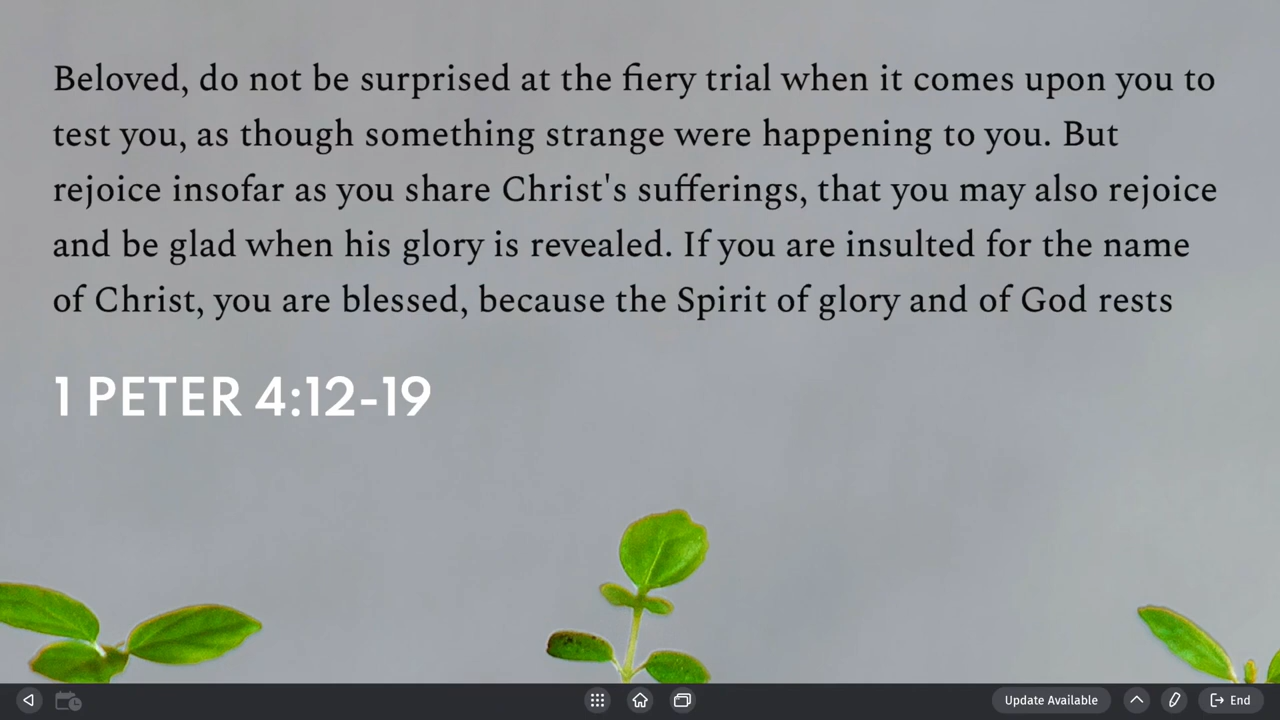 Beloved, do not be surprised at the fiery trial when it comes upon you to
test you, as though something strange were happening to you. But
rejoice insofar as you share Christ's sufferings, that you may also rejoice
and be glad when his glory is revealed. If you are insulted for the name
of Christ, you are blessed, because the Spirit of glory and of God rests
1 PETER 4:12-19
Update Available
End